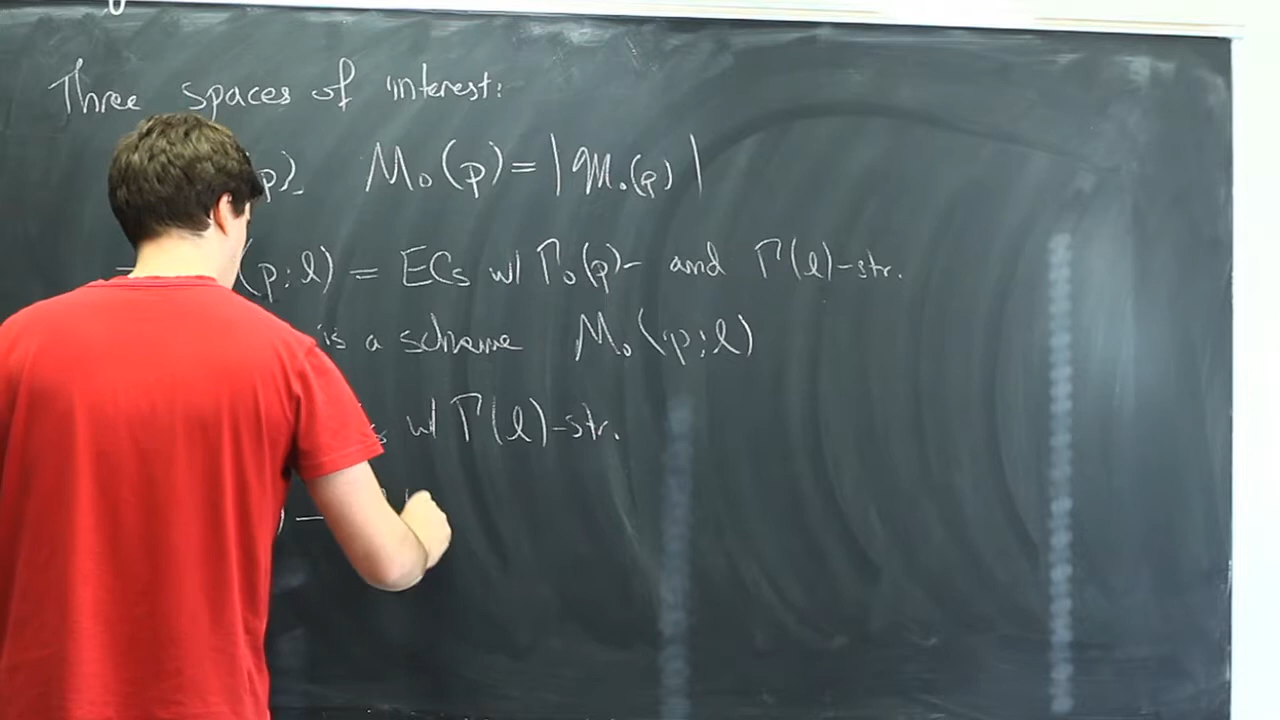 Three spaces of interest:
p). M₀(p) = |𝓜₀(p)|
(p;l) = ECs w/ Γ₀(p)- and Γ(l)-str.
is a scheme M₀(p;l)
s w/ Γ(l)-str.
) —